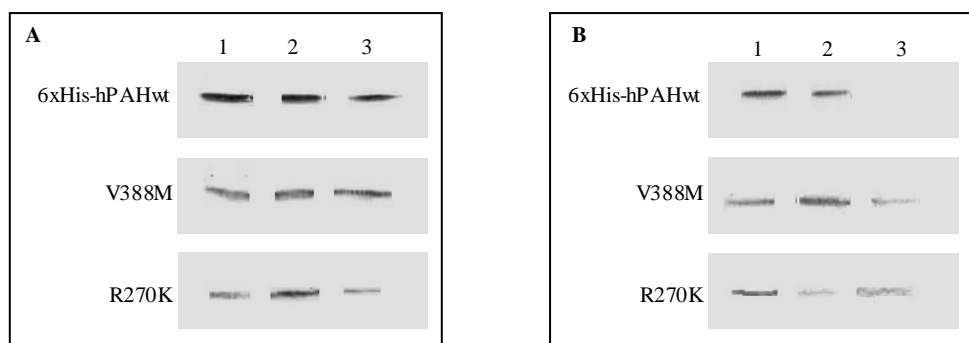 A
1 2 3
6xHis-hPAHwt
V388M
R270K
B
1 2 3
6xHis-hPAHwt
V388M
R270K